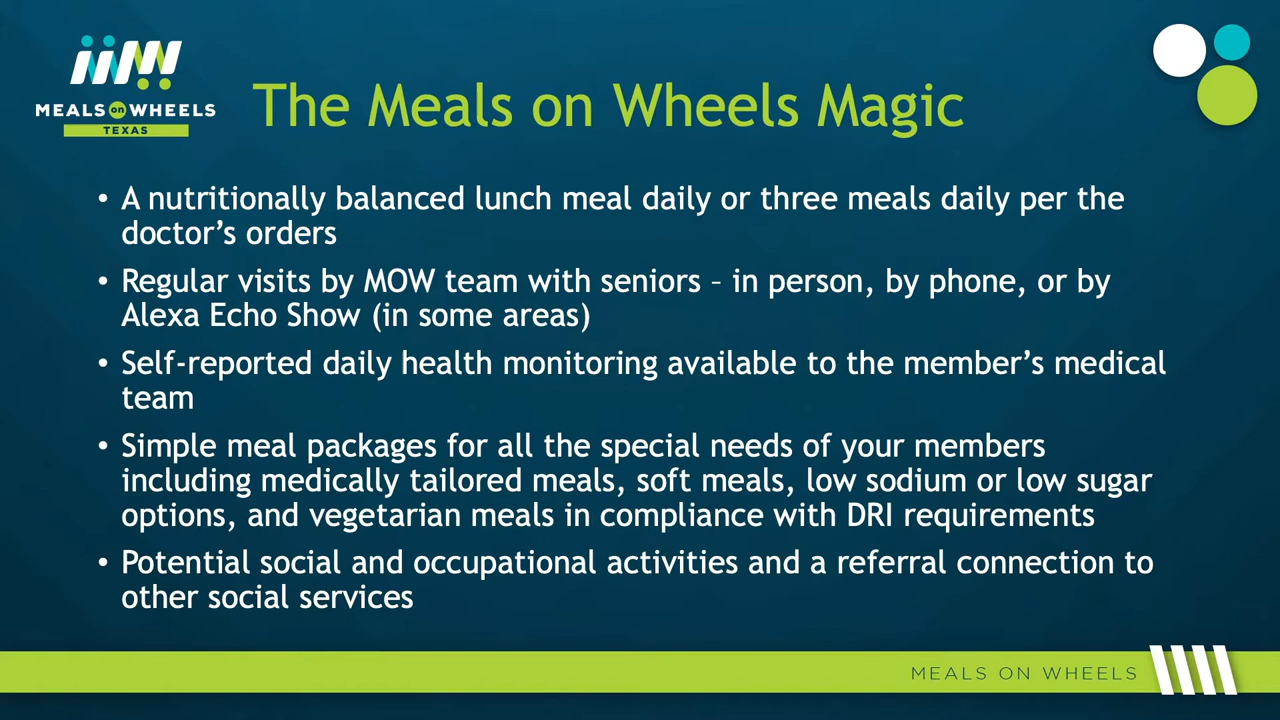 MEALS on WHEELS
TEXAS
The Meals on Wheels Magic
• A nutritionally balanced lunch meal daily or three meals daily per the
doctor’s orders
• Regular visits by MOW team with seniors – in person, by phone, or by
Alexa Echo Show (in some areas)
• Self-reported daily health monitoring available to the member’s medical
team
• Simple meal packages for all the special needs of your members
including medically tailored meals, soft meals, low sodium or low sugar
options, and vegetarian meals in compliance with DRI requirements
• Potential social and occupational activities and a referral connection to
other social services
MEALS ON WHEELS